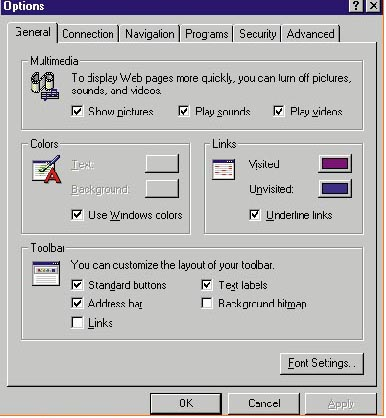 Options
General Connection Navigation Programs Security Advanced
Multimedia
To display Web pages more quickly, you can turn off pictures,
sounds, and videos.
Show pictures Play sounds Play videos
Colors
Text:
Background:
Use Windows colors
Links
Visited
Unvisited:
Underline links
Toolbar
You can customize the layout of your toolbar.
Standard buttons Text labels
Address bar Background bitmap
Links
Font Settings...
OK Cancel Apply